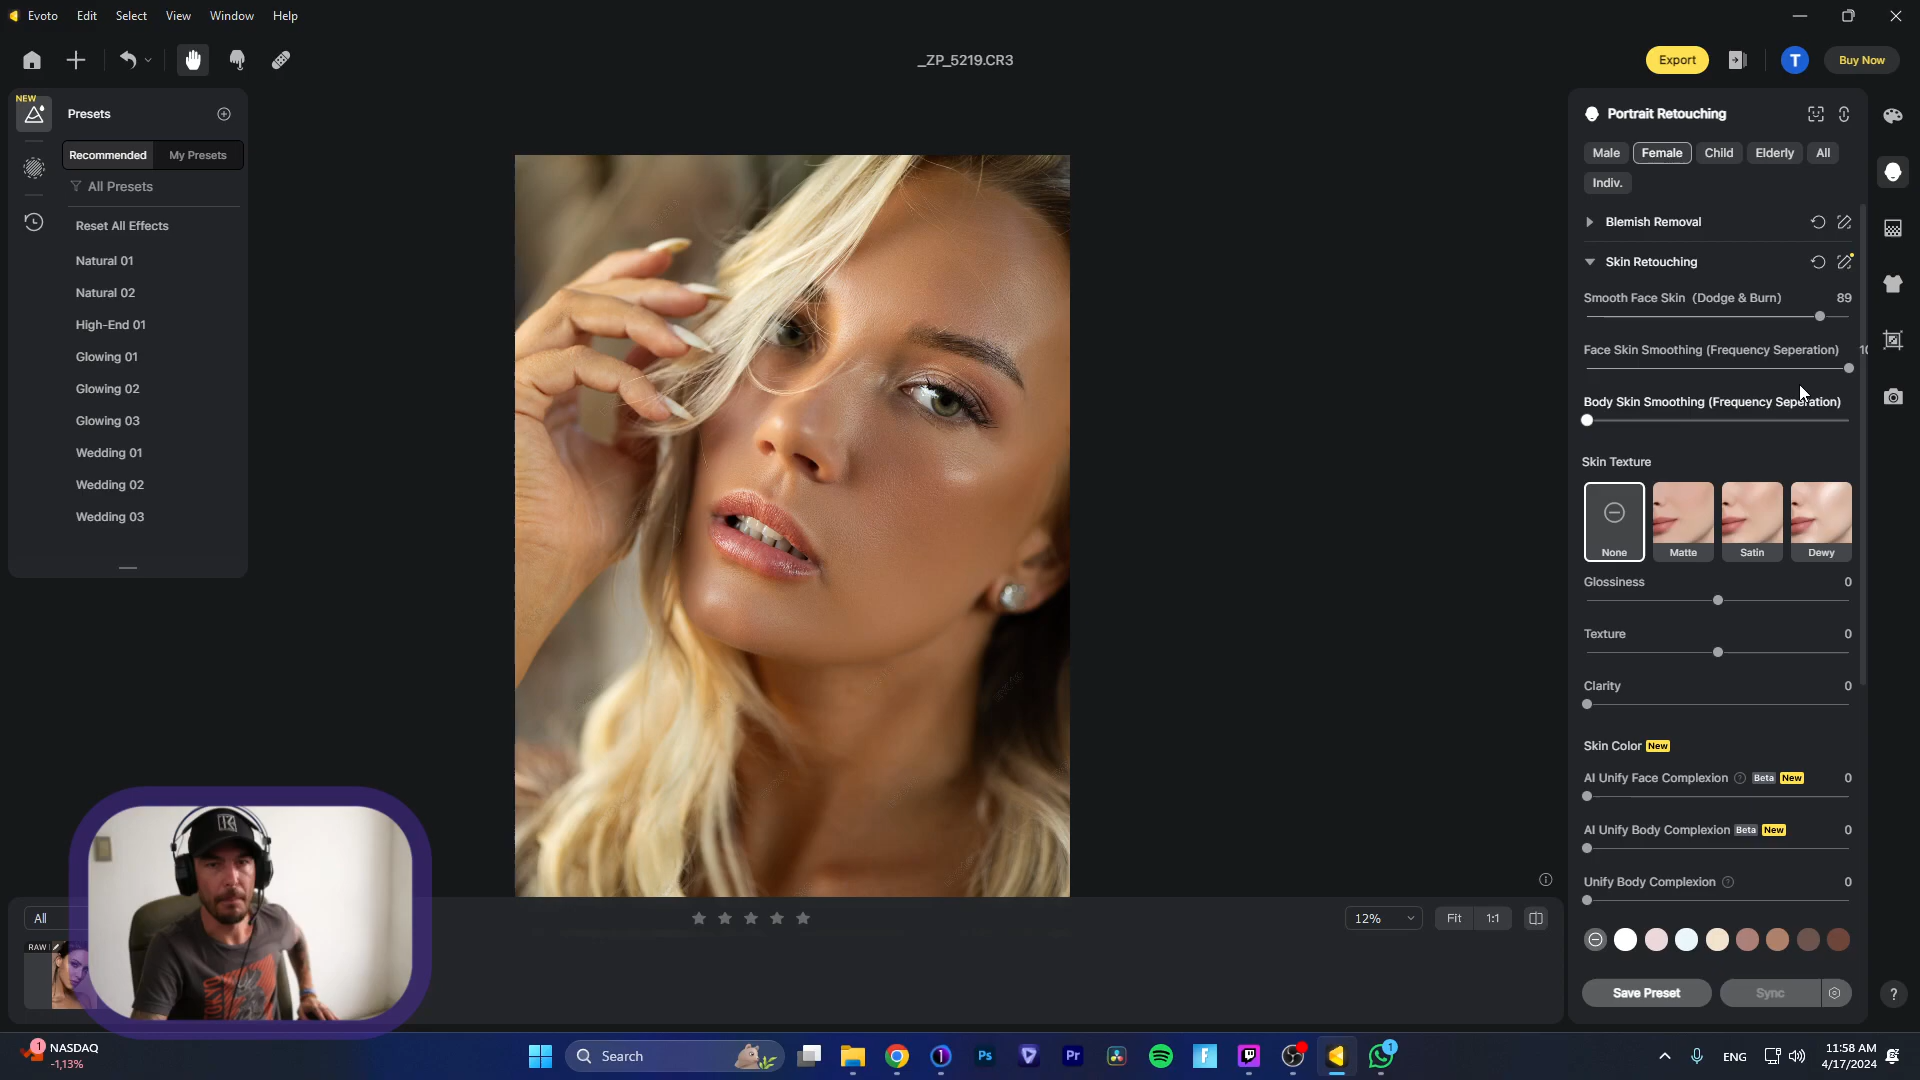 Evoto Edit Select View Window Help
_ZP_5219.CR3
Export
T
Buy Now
NEW
Presets
Recommended My Presets
All Presets
Reset All Effects
Natural 01
Natural 02
High-End 01
Glowing 01
Glowing 02
Glowing 03
Wedding 01
Wedding 02
Wedding 03
Portrait Retouching
Male Female Child Elderly All
Indiv.
Blemish Removal
Skin Retouching
Smooth Face Skin (Dodge & Burn) 89
Face Skin Smoothing (Frequency Seperation) 10
Body Skin Smoothing (Frequency Seperation)
Skin Texture
None Matte Satin Dewy
Glossiness 0
Texture 0
Clarity 0
Skin Color New
AI Unify Face Complexion Beta New 0
AI Unify Body Complexion Beta New 0
Unify Body Complexion 0
Save Preset Sync
All
12% Fit 1:1
RAW
NASDAQ
-1,13%
1
Search
Ps
Pr
1
ENG
11:58 AM
4/17/2024